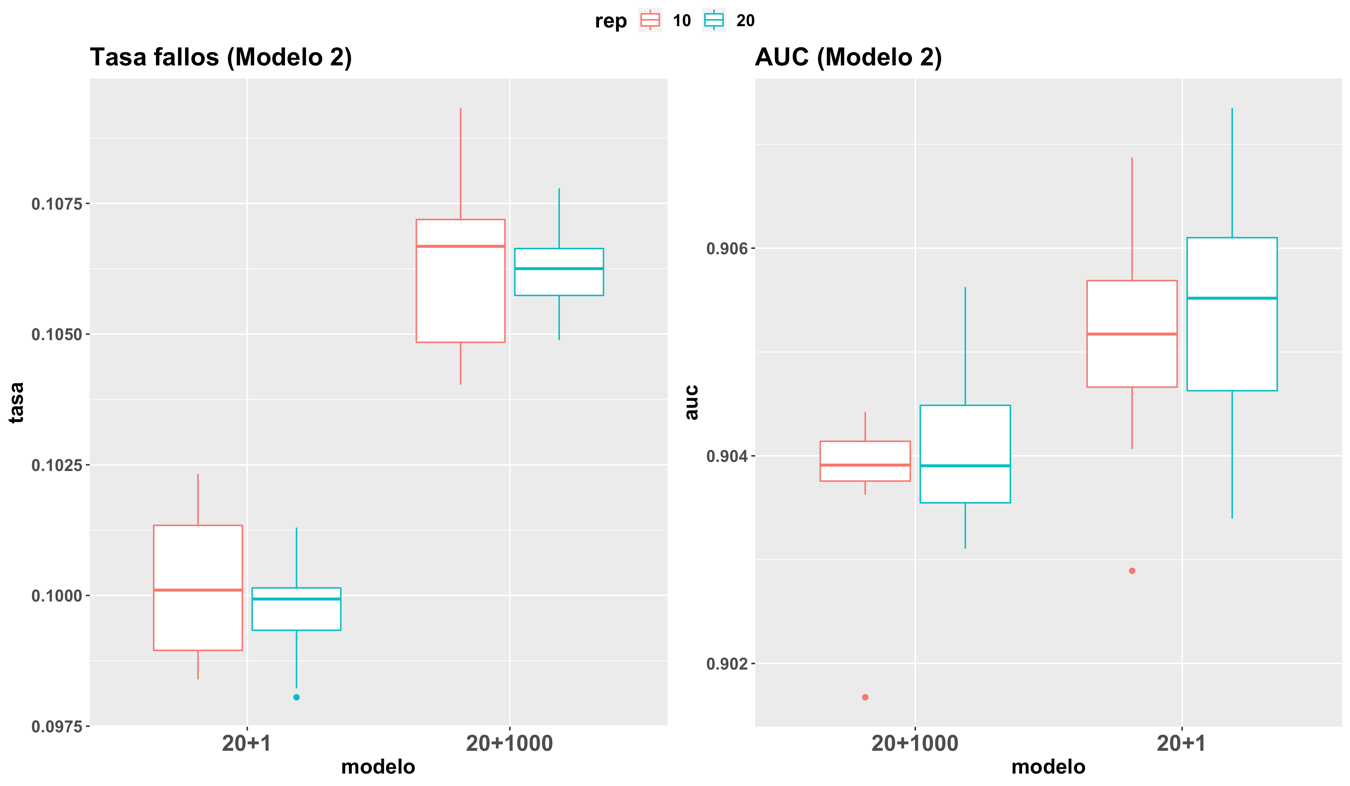 rep 10 20
Tasa fallos (Modelo 2)
tasa
0.1075
0.1050
0.1025
0.1000
0.0975
20+1 20+1000
modelo
AUC (Modelo 2)
auc
0.906
0.904
0.902
20+1000 20+1
modelo